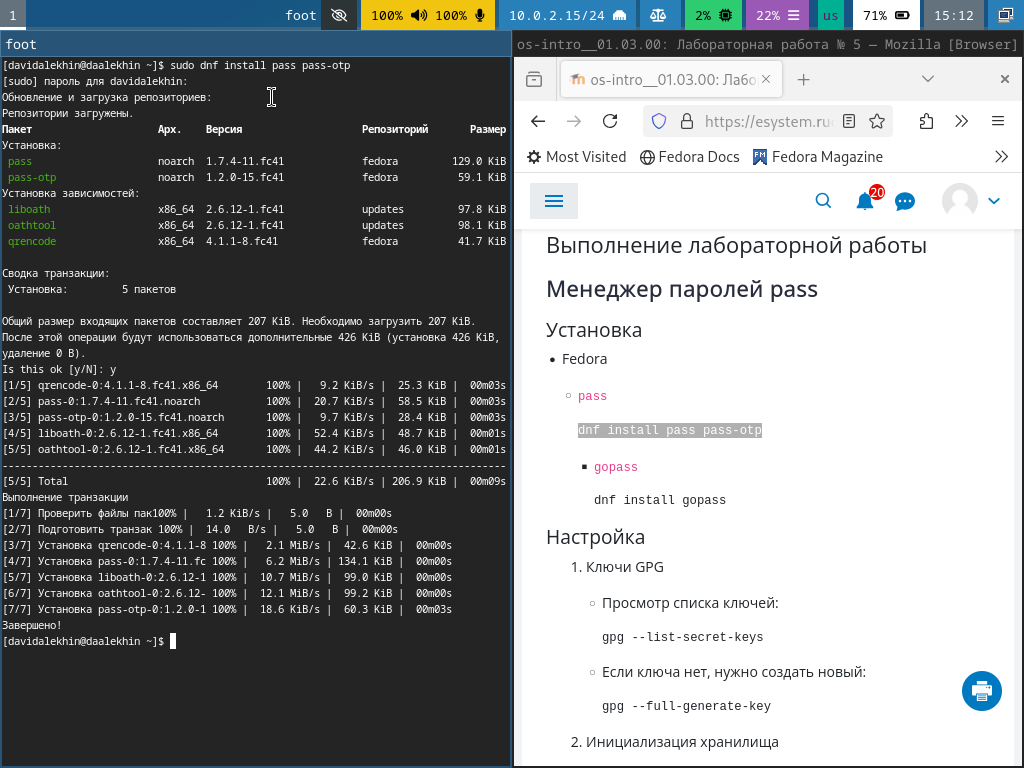 1
foot
100% 100%
10.0.2.15/24
2%
22%
us
71%
15:12
foot
[davidalekhin@daalekhin ~]$ sudo dnf install pass pass-otp
[sudo] пароль для davidalekhin:
Обновление и загрузка репозиториев:
Репозитории загружены.
Пакет Арх. Версия Репозиторий Размер
Установка:
pass noarch 1.7.4-11.fc41 fedora 129.0 KiB
pass-otp noarch 1.2.0-15.fc41 fedora 59.1 KiB
Установка зависимостей:
liboath x86_64 2.6.12-1.fc41 updates 97.8 KiB
oathtool x86_64 2.6.12-1.fc41 updates 98.1 KiB
qrencode x86_64 4.1.1-8.fc41 fedora 41.7 KiB
Сводка транзакции:
Установка: 5 пакетов
Общий размер входящих пакетов составляет 207 KiB. Необходимо загрузить 207 KiB.
После этой операции будут использоваться дополнительные 426 KiB (установка 426 KiB,
удаление 0 B).
Is this ok [y/N]: y
[1/5] qrencode-0:4.1.1-8.fc41.x86_64 100% | 9.2 KiB/s | 25.3 KiB | 00m03s
[2/5] pass-0:1.7.4-11.fc41.noarch 100% | 20.7 KiB/s | 58.5 KiB | 00m03s
[3/5] pass-otp-0:1.2.0-15.fc41.noarch 100% | 9.7 KiB/s | 28.4 KiB | 00m03s
[4/5] liboath-0:2.6.12-1.fc41.x86_64 100% | 52.4 KiB/s | 48.7 KiB | 00m01s
[5/5] oathtool-0:2.6.12-1.fc41.x86_64 100% | 44.2 KiB/s | 46.0 KiB | 00m01s
--------------------------------------------------------------------------------
[5/5] Total 100% | 22.6 KiB/s | 206.9 KiB | 00m09s
Выполнение транзакции
[1/7] Проверить файлы пак100% | 1.2 KiB/s | 5.0 B | 00m00s
[2/7] Подготовить транзак 100% | 14.0 B/s | 5.0 B | 00m00s
[3/7] Установка qrencode-0:4.1.1-8 100% | 2.1 MiB/s | 42.6 KiB | 00m00s
[4/7] Установка pass-0:1.7.4-11.fc 100% | 6.2 MiB/s | 134.1 KiB | 00m00s
[5/7] Установка liboath-0:2.6.12-1 100% | 10.7 MiB/s | 99.0 KiB | 00m00s
[6/7] Установка oathtool-0:2.6.12- 100% | 12.1 MiB/s | 99.2 KiB | 00m00s
[7/7] Установка pass-otp-0:1.2.0-1 100% | 18.6 KiB/s | 60.3 KiB | 00m03s
Завершено!
[davidalekhin@daalekhin ~]$
os-intro__01.03.00: Лабораторная работа № 5 — Mozilla [Browser]
os-intro__01.03.00: Лабо
https://esystem.ru
Most Visited Fedora Docs Fedora Magazine
20
Выполнение лабораторной работы
Менеджер паролей pass
Установка
• Fedora
○ pass
dnf install pass pass-otp
▪ gopass
dnf install gopass
Настройка
1. Ключи GPG
○ Просмотр списка ключей:
gpg --list-secret-keys
○ Если ключа нет, нужно создать новый:
gpg --full-generate-key
2. Инициализация хранилища